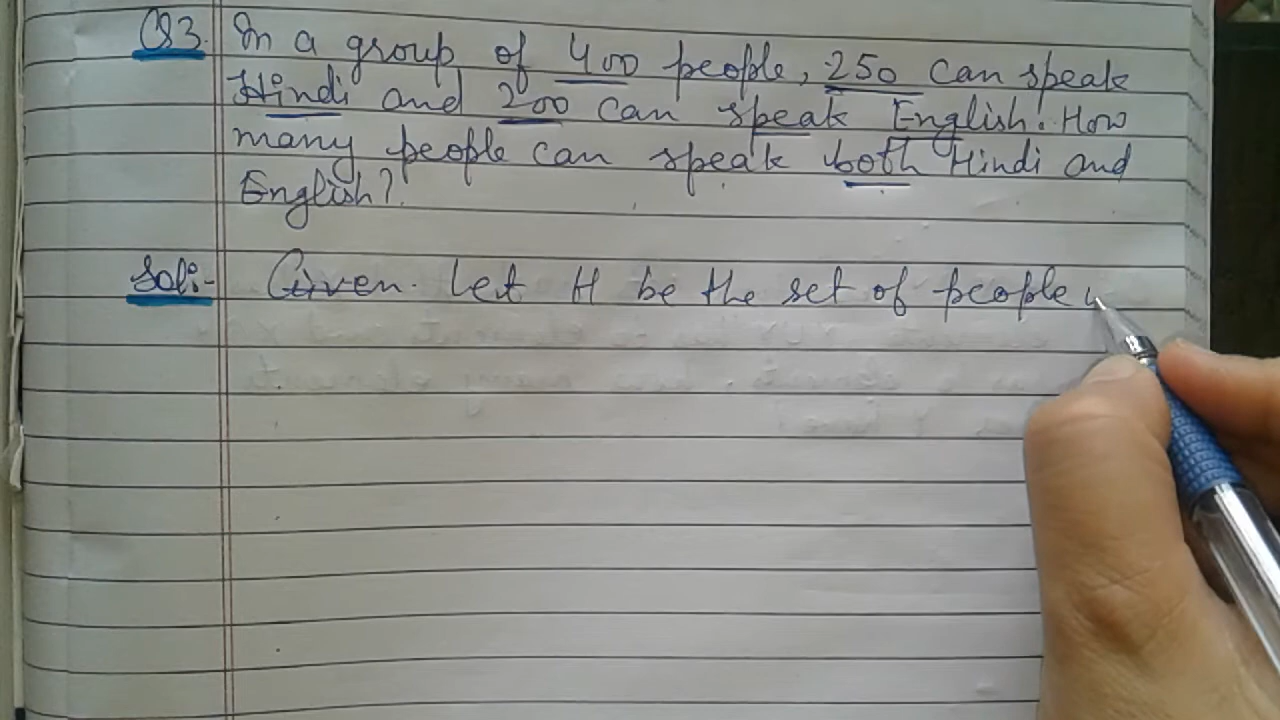 Q3. In a group of 400 people, 250 can speak
Hindi and 200 can speak English. How
many people can speak both Hindi and
English?
Sol:- Given. Let H be the set of people